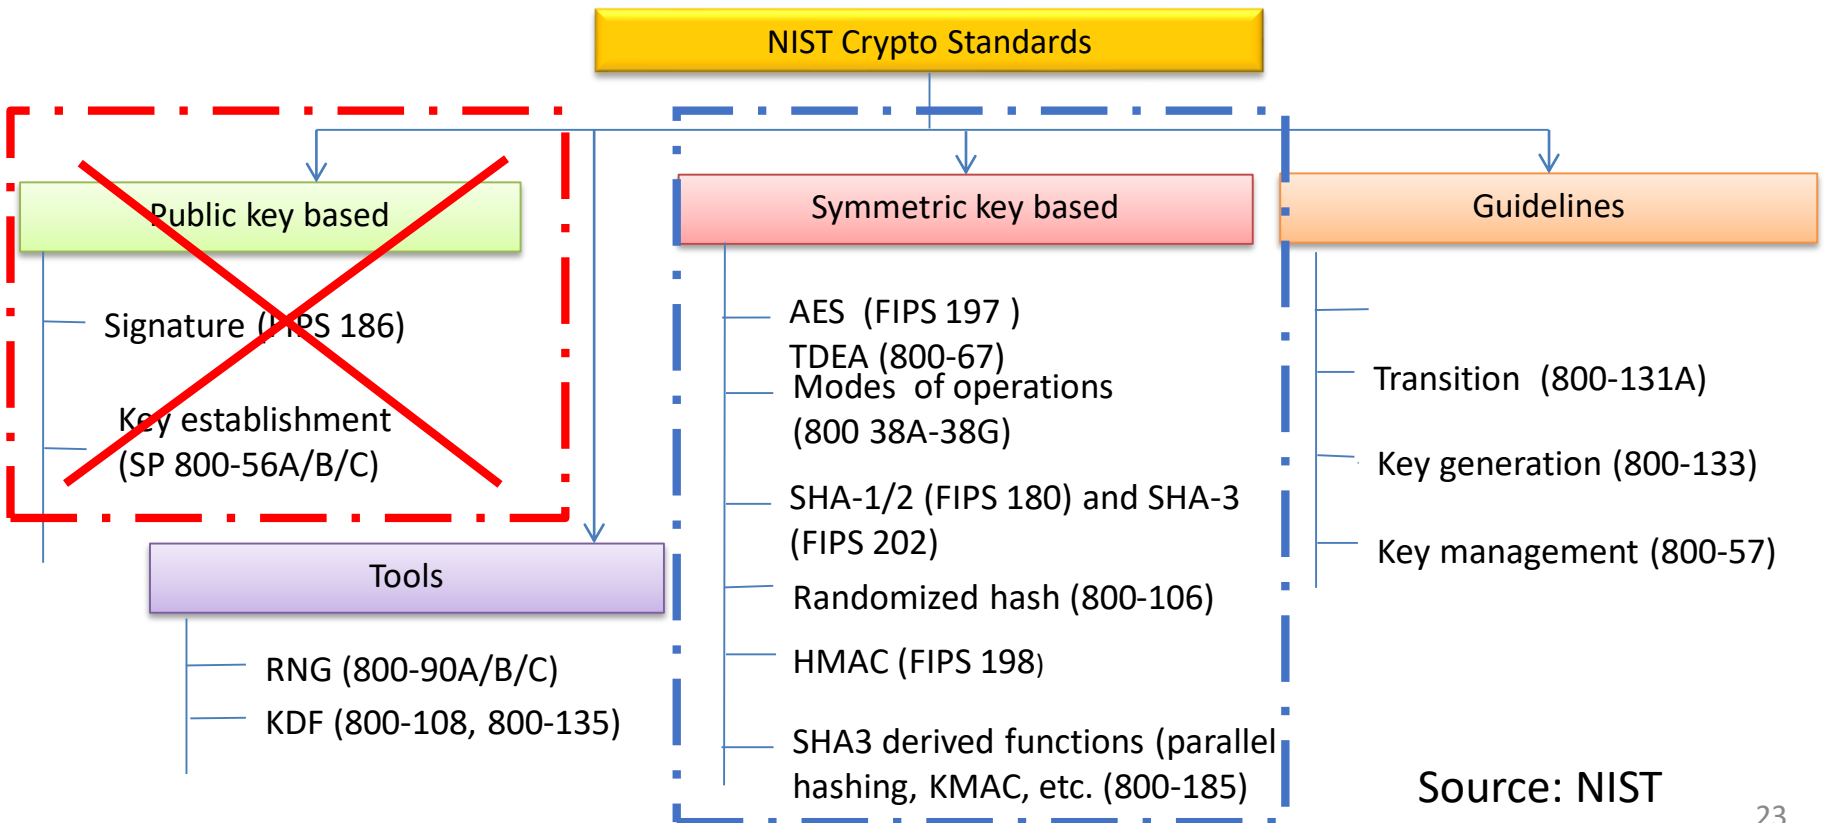 NIST Crypto Standards
Public key based
Signature (FIPS 186)
Key establishment
(SP 800-56A/B/C)
Tools
RNG (800-90A/B/C)
KDF (800-108, 800-135)
Symmetric key based
AES  (FIPS 197 )
TDEA (800-67)
Modes  of operations
(800 38A-38G)
SHA-1/2 (FIPS 180) and SHA-3
(FIPS 202)
Randomized hash (800-106)
HMAC (FIPS 198)
SHA3 derived functions (parallel
hashing, KMAC, etc. (800-185)
Guidelines
Transition  (800-131A)
Key generation (800-133)
Key management (800-57)
Source: NIST
23